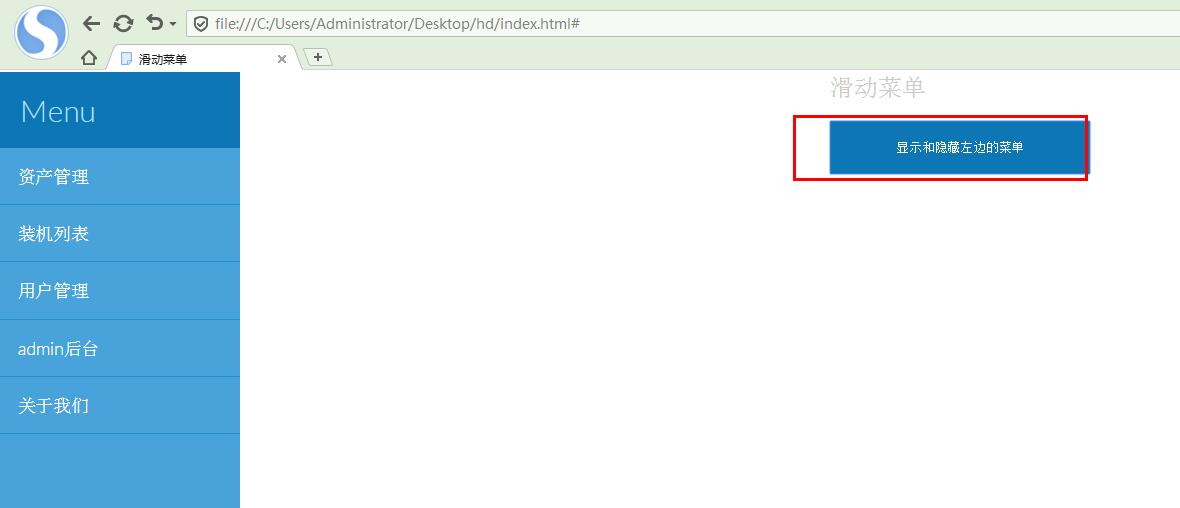 file:///C:/Users/Administrator/Desktop/hd/index.html#
滑动菜单
Menu
资产管理
装机列表
用户管理
admin后台
关于我们
滑动菜单
显示和隐藏左边的菜单